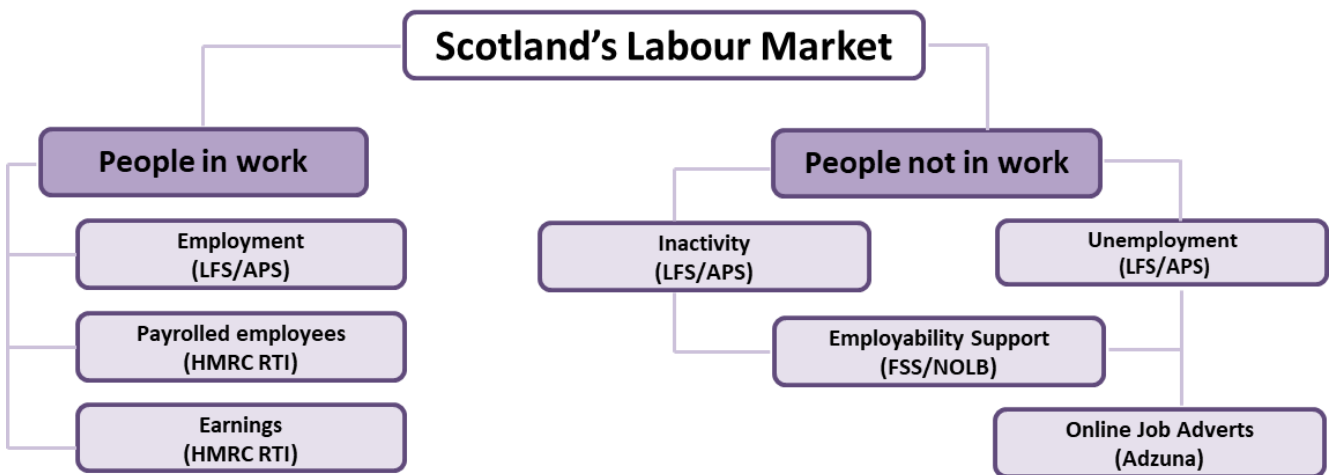 Scotland’s Labour Market
People in work
People not in work
Employment
(LFS/APS)
Payrolled employees
(HMRC RTI)
Earnings
(HMRC RTI)
Inactivity
(LFS/APS)
Unemployment
(LFS/APS)
Employability Support
(FSS/NOLB)
Online Job Adverts
(Adzuna)